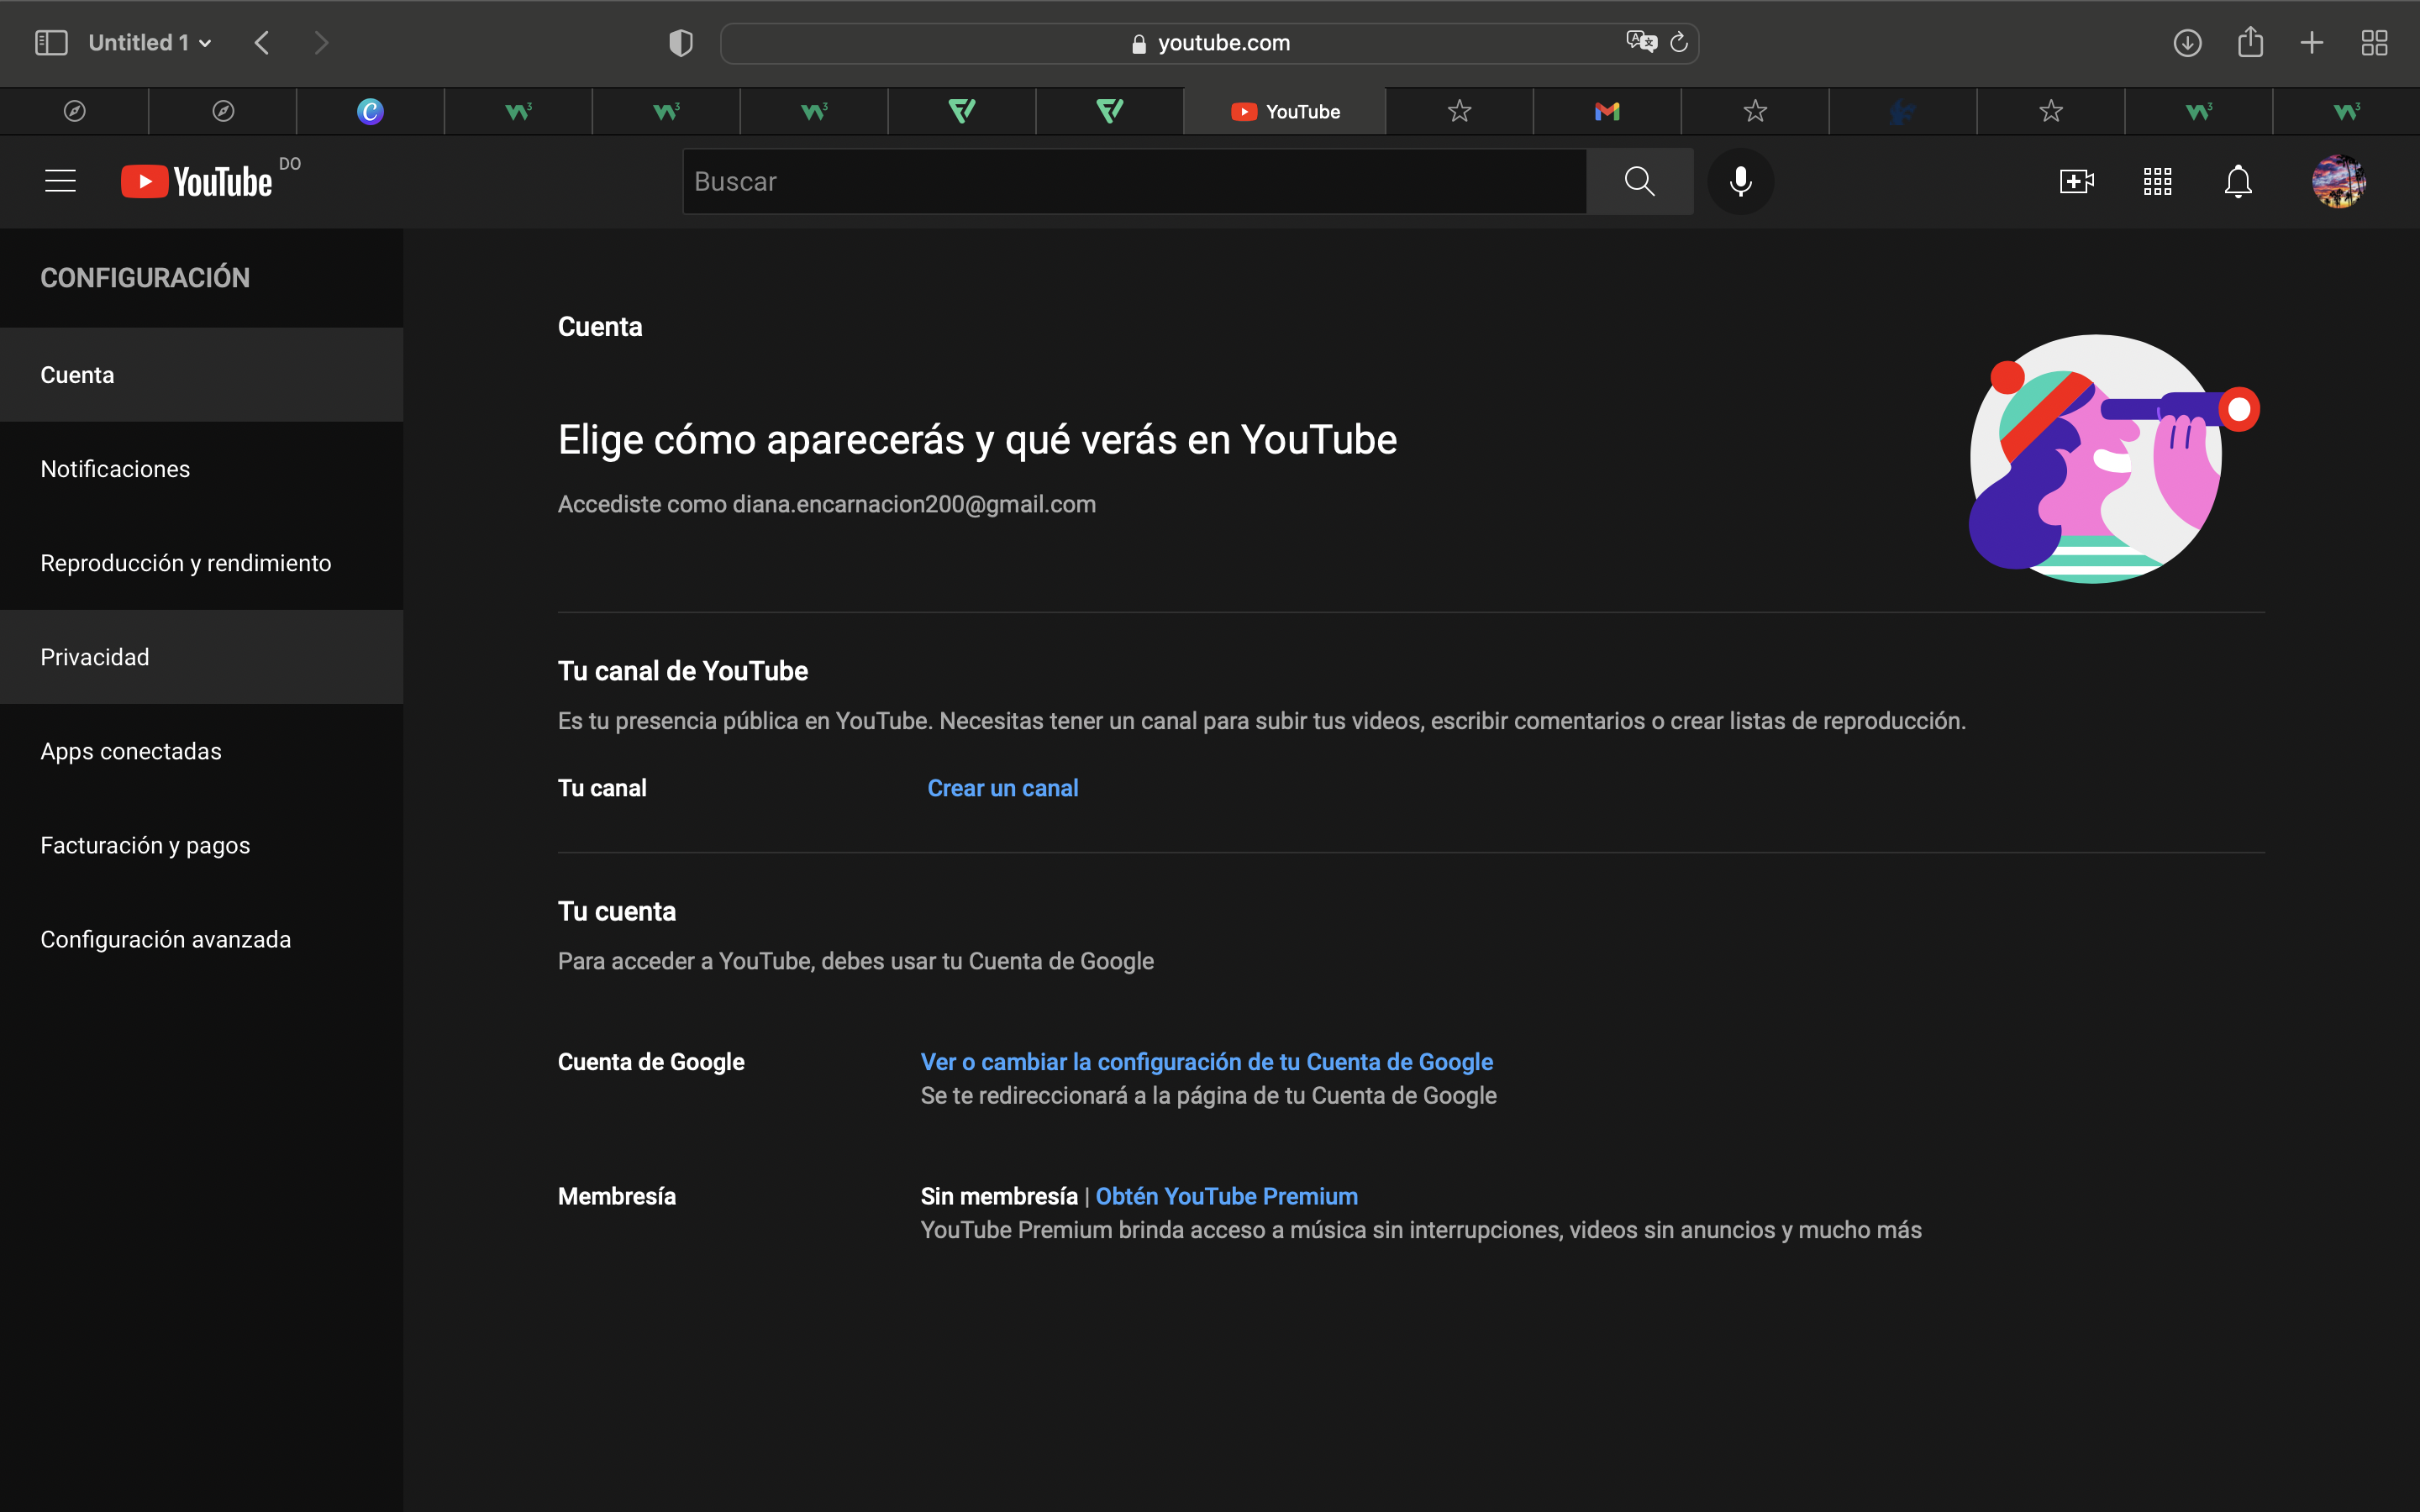 Untitled 1
youtube.com
YouTube
YouTube DO
Buscar
CONFIGURACIÓN
Cuenta
Notificaciones
Reproducción y rendimiento
Privacidad
Apps conectadas
Facturación y pagos
Configuración avanzada
Cuenta
Elige cómo aparecerás y qué verás en YouTube
Accediste como diana.encarnacion200@gmail.com
Tu canal de YouTube
Es tu presencia pública en YouTube. Necesitas tener un canal para subir tus videos, escribir comentarios o crear listas de reproducción.
Tu canal Crear un canal
Tu cuenta
Para acceder a YouTube, debes usar tu Cuenta de Google
Cuenta de Google Ver o cambiar la configuración de tu Cuenta de Google
Se te redireccionará a la página de tu Cuenta de Google
Membresía Sin membresía | Obtén YouTube Premium
YouTube Premium brinda acceso a música sin interrupciones, videos sin anuncios y mucho más